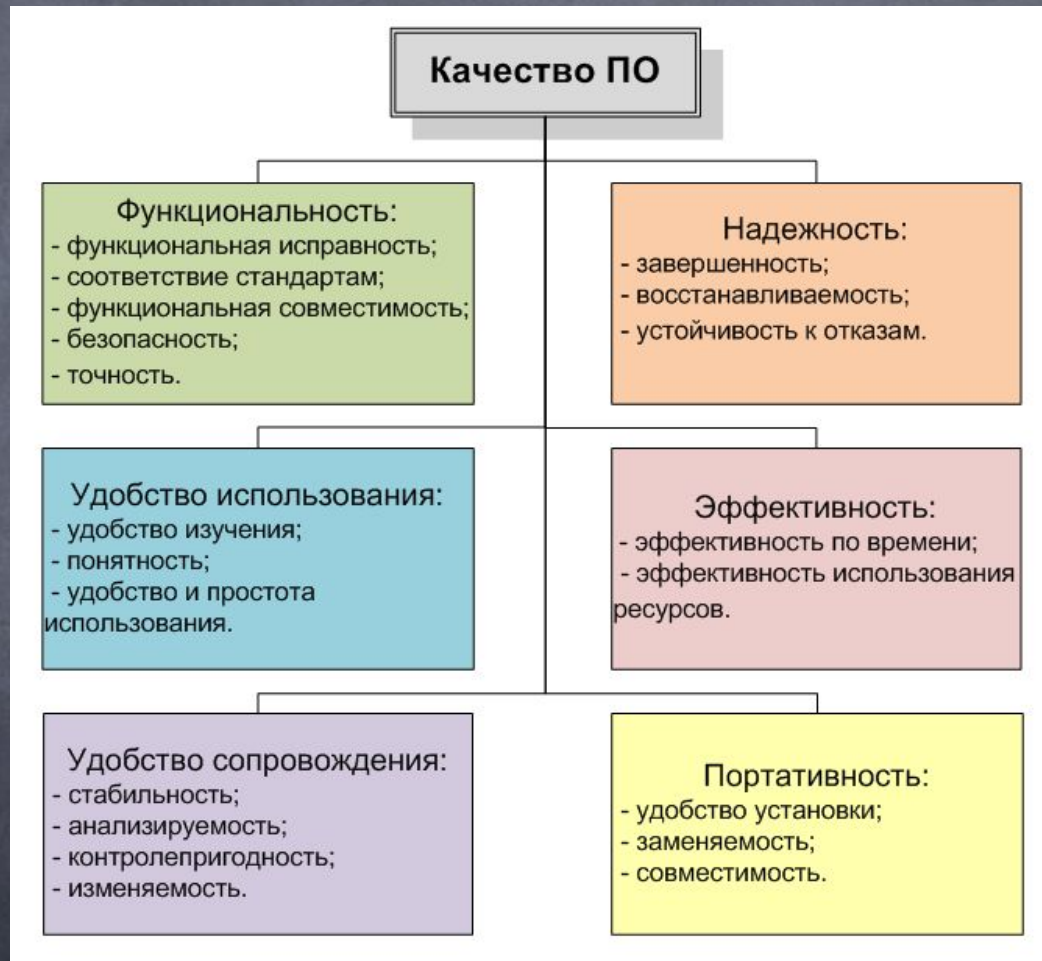 Качество ПО
Функциональность:
- функциональная исправность;
- соответствие стандартам;
- функциональная совместимость;
- безопасность;
- точность.
Надежность:
- завершенность;
- восстанавливаемость;
- устойчивость к отказам.
Удобство использования:
- удобство изучения;
- понятность;
- удобство и простота
использования.
Эффективность:
- эффективность по времени;
- эффективность использования
ресурсов.
Удобство сопровождения:
- стабильность;
- анализируемость;
- контролепригодность;
- изменяемость.
Портативность:
- удобство установки;
- заменяемость;
- совместимость.